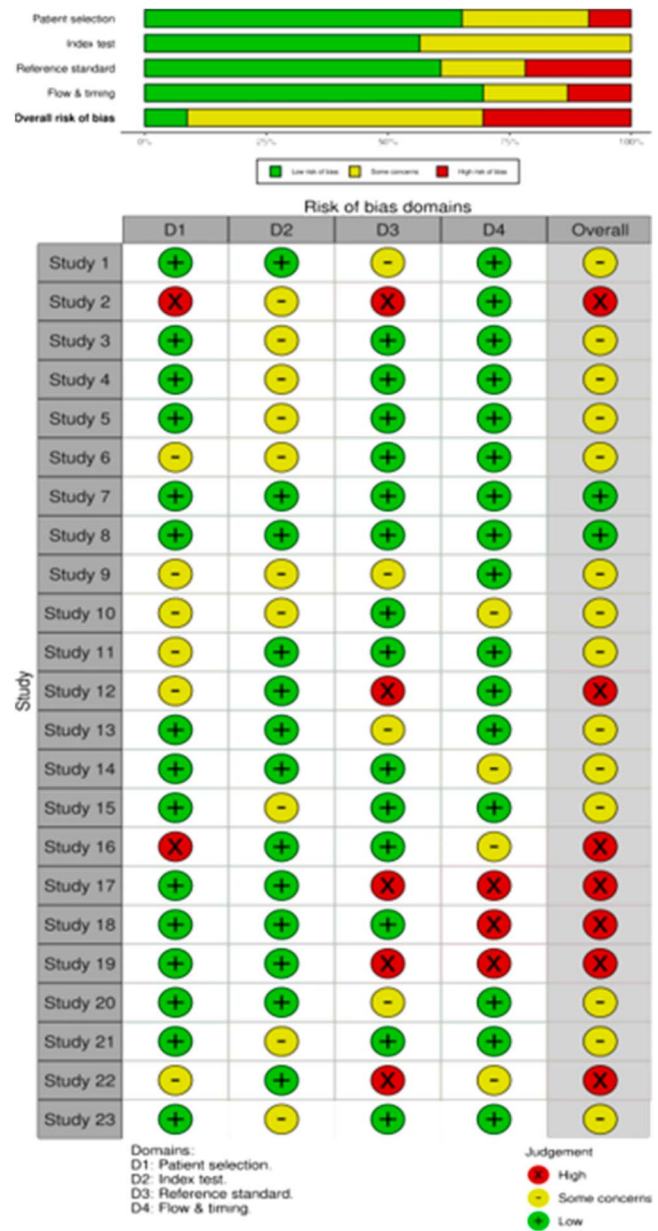 Patient selection
Index test
Reference standard
Flow & timing
Overall risk of bias
0% 25% 50% 75% 100%
Low risk of bias Some concerns High risk of bias
Risk of bias domains
D1 D2 D3 D4 Overall
Study
Study 1 + + - + -
Study 2 X - X + X
Study 3 + - + + -
Study 4 + - + + -
Study 5 + - + + -
Study 6 - - + + -
Study 7 + + + + +
Study 8 + + + + +
Study 9 - - - + -
Study 10 - - + - -
Study 11 - + + + -
Study 12 - + X + X
Study 13 + + - + -
Study 14 + + + - -
Study 15 + - + + -
Study 16 X + + - X
Study 17 + + X X X
Study 18 + + + X X
Study 19 + + X X X
Study 20 + + - + -
Study 21 + - + + -
Study 22 - + X - X
Study 23 + - + + -
Domains:
D1: Patient selection.
D2: Index test.
D3: Reference standard.
D4: Flow & timing.
Judgement
X High
- Some concerns
+ Low